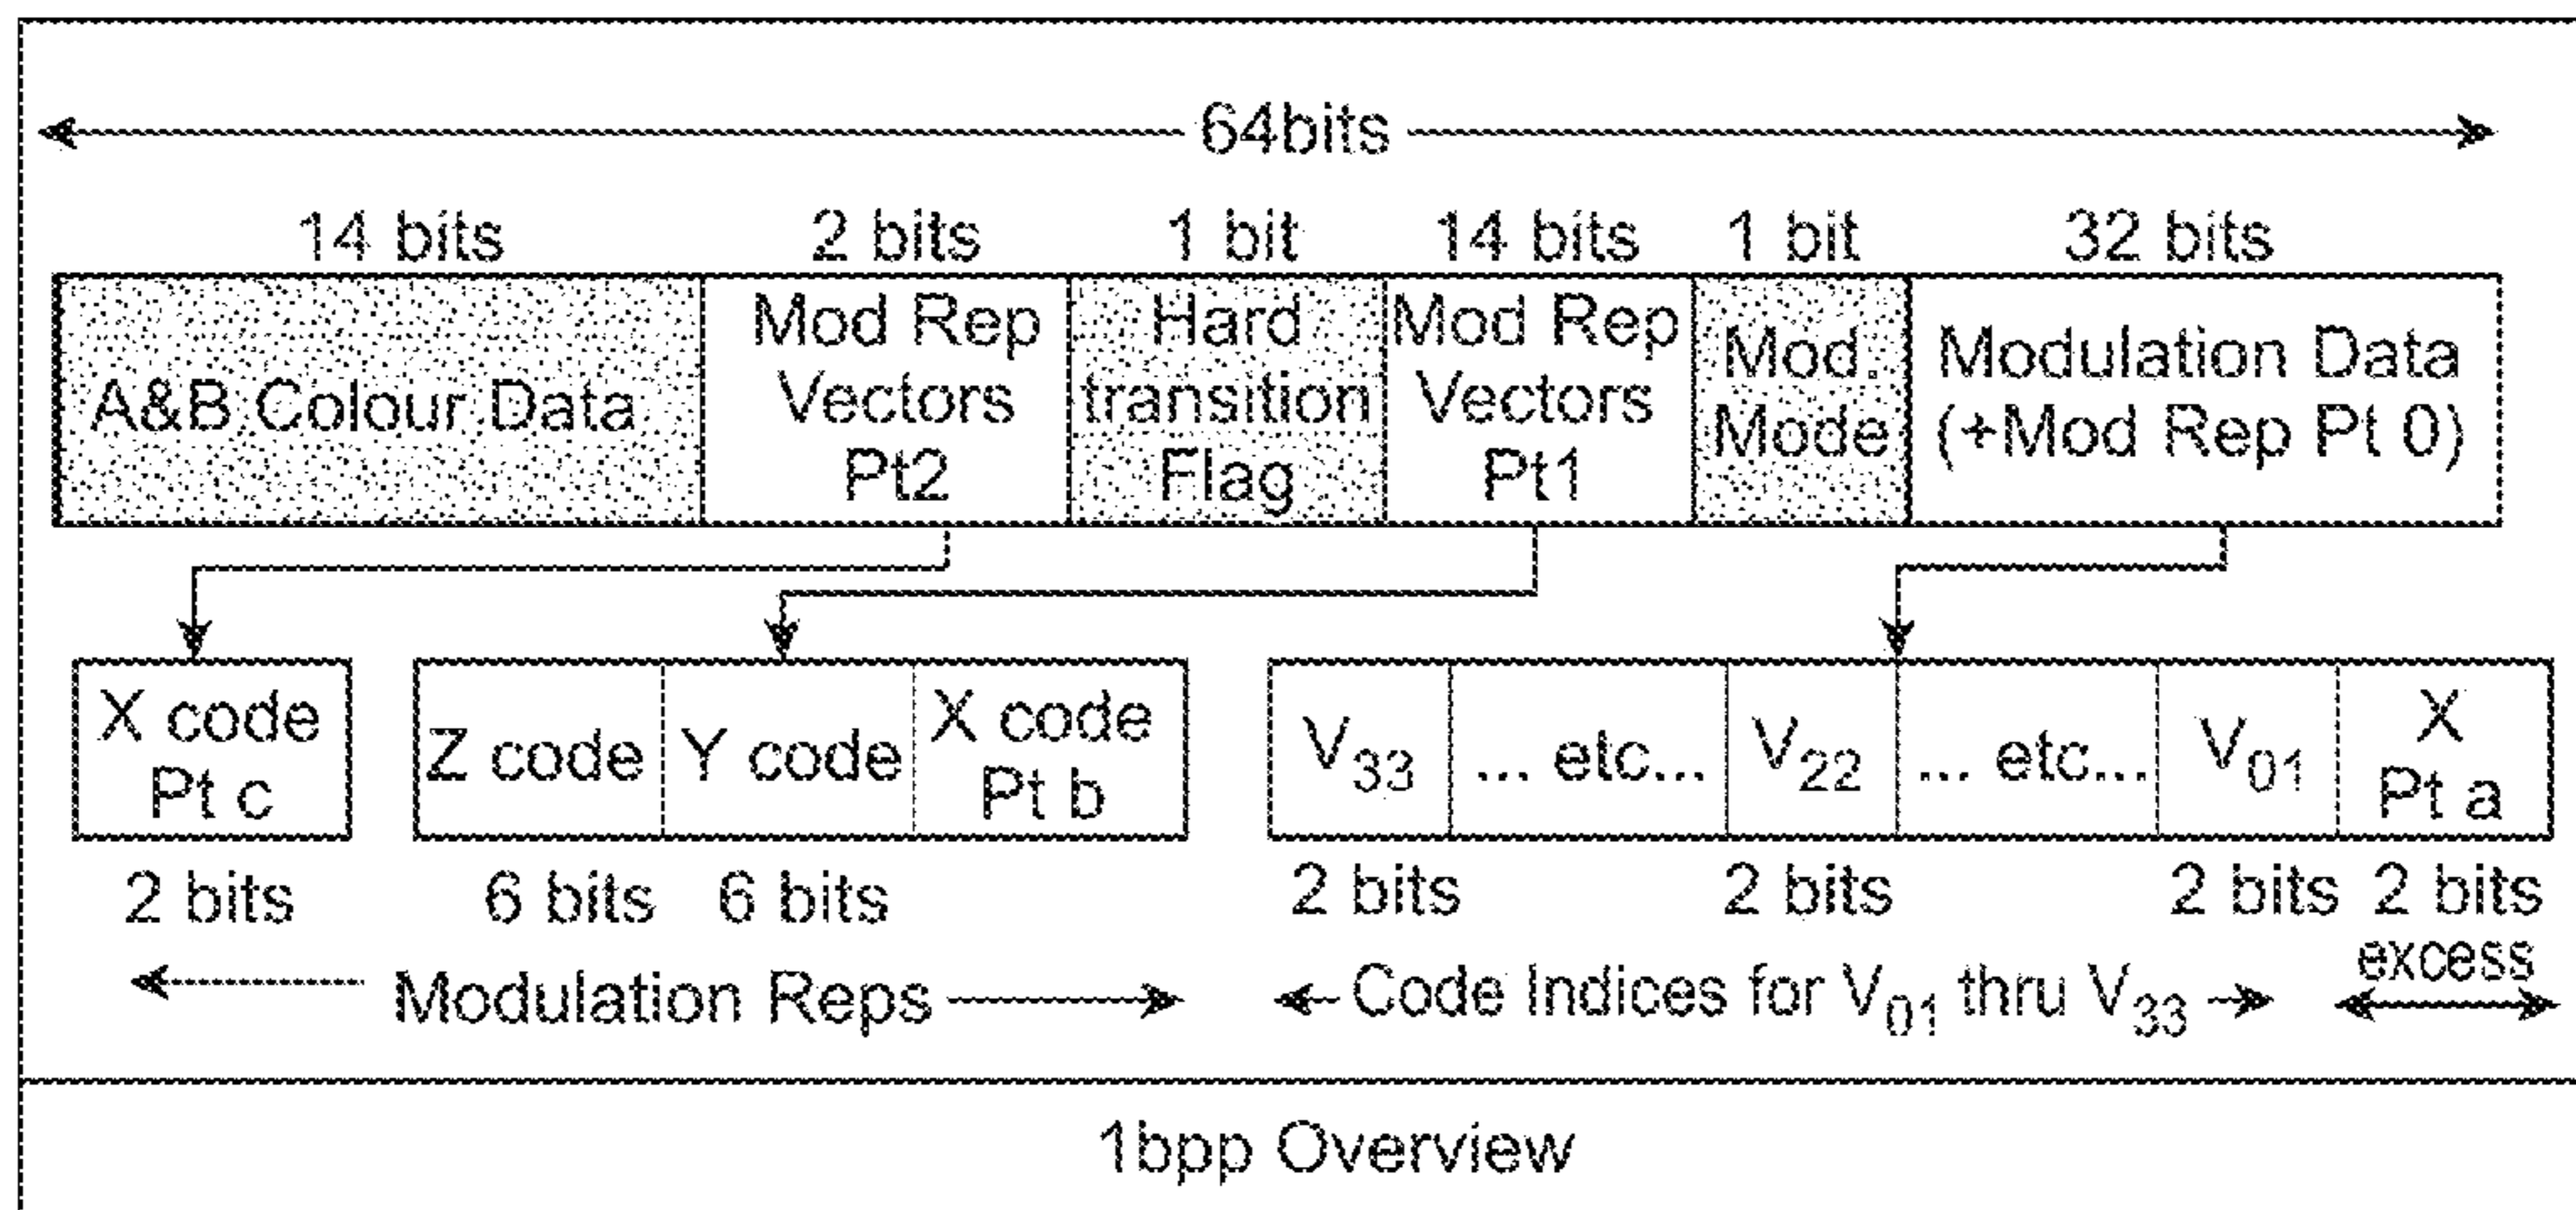 64bits
14 bits 2 bits 1 bit 14 bits 1 bit 32 bits
A&B Colour Data
Mod Rep
Vectors
Pt2
Hard
transition
Flag
Mod Rep
Vectors
Pt1
Mod.
Mode
Modulation Data
(+Mod Rep Pt 0)
X code
Pt c
Z code
Y code
X code
Pt b
V33
... etc...
V22
... etc...
V01
X
Pt a
2 bits 6 bits 6 bits 2 bits 2 bits 2 bits 2 bits
Modulation Reps
Code Indices for V01 thru V33
excess
1bpp Overview